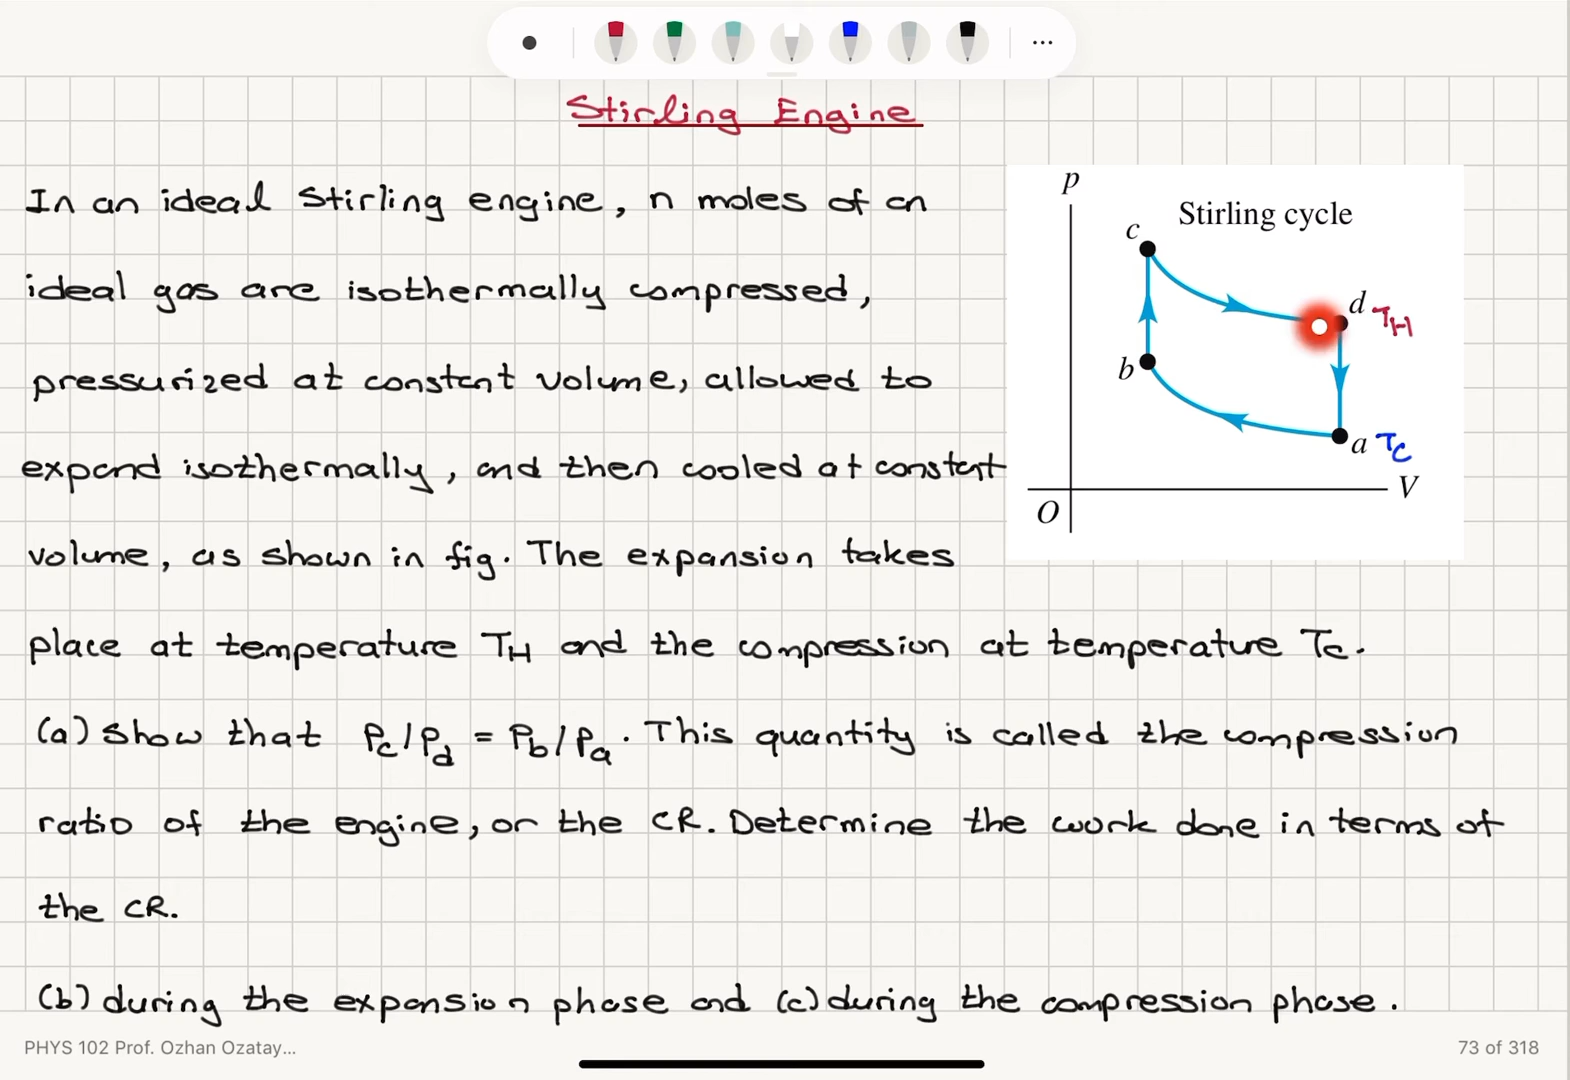 Stirling Engine
In an ideal Stirling engine, n moles of an
ideal gas are isothermally compressed,
pressurized at constant volume, allowed to
expand isothermally, and then cooled at constant
volume, as shown in fig. The expansion takes
place at temperature TH and the compression at temperature Tc.
(a) Show that Pc/Pd = Pb/Pa. This quantity is called the compression
ratio of the engine, or the CR. Determine the work done in terms of
the CR.
(b) during the expansion phase and (c) during the compression phase.
p
Stirling cycle
c
d TH
b
a TC
V
O
PHYS 102 Prof. Ozhan Ozatay...
73 of 318